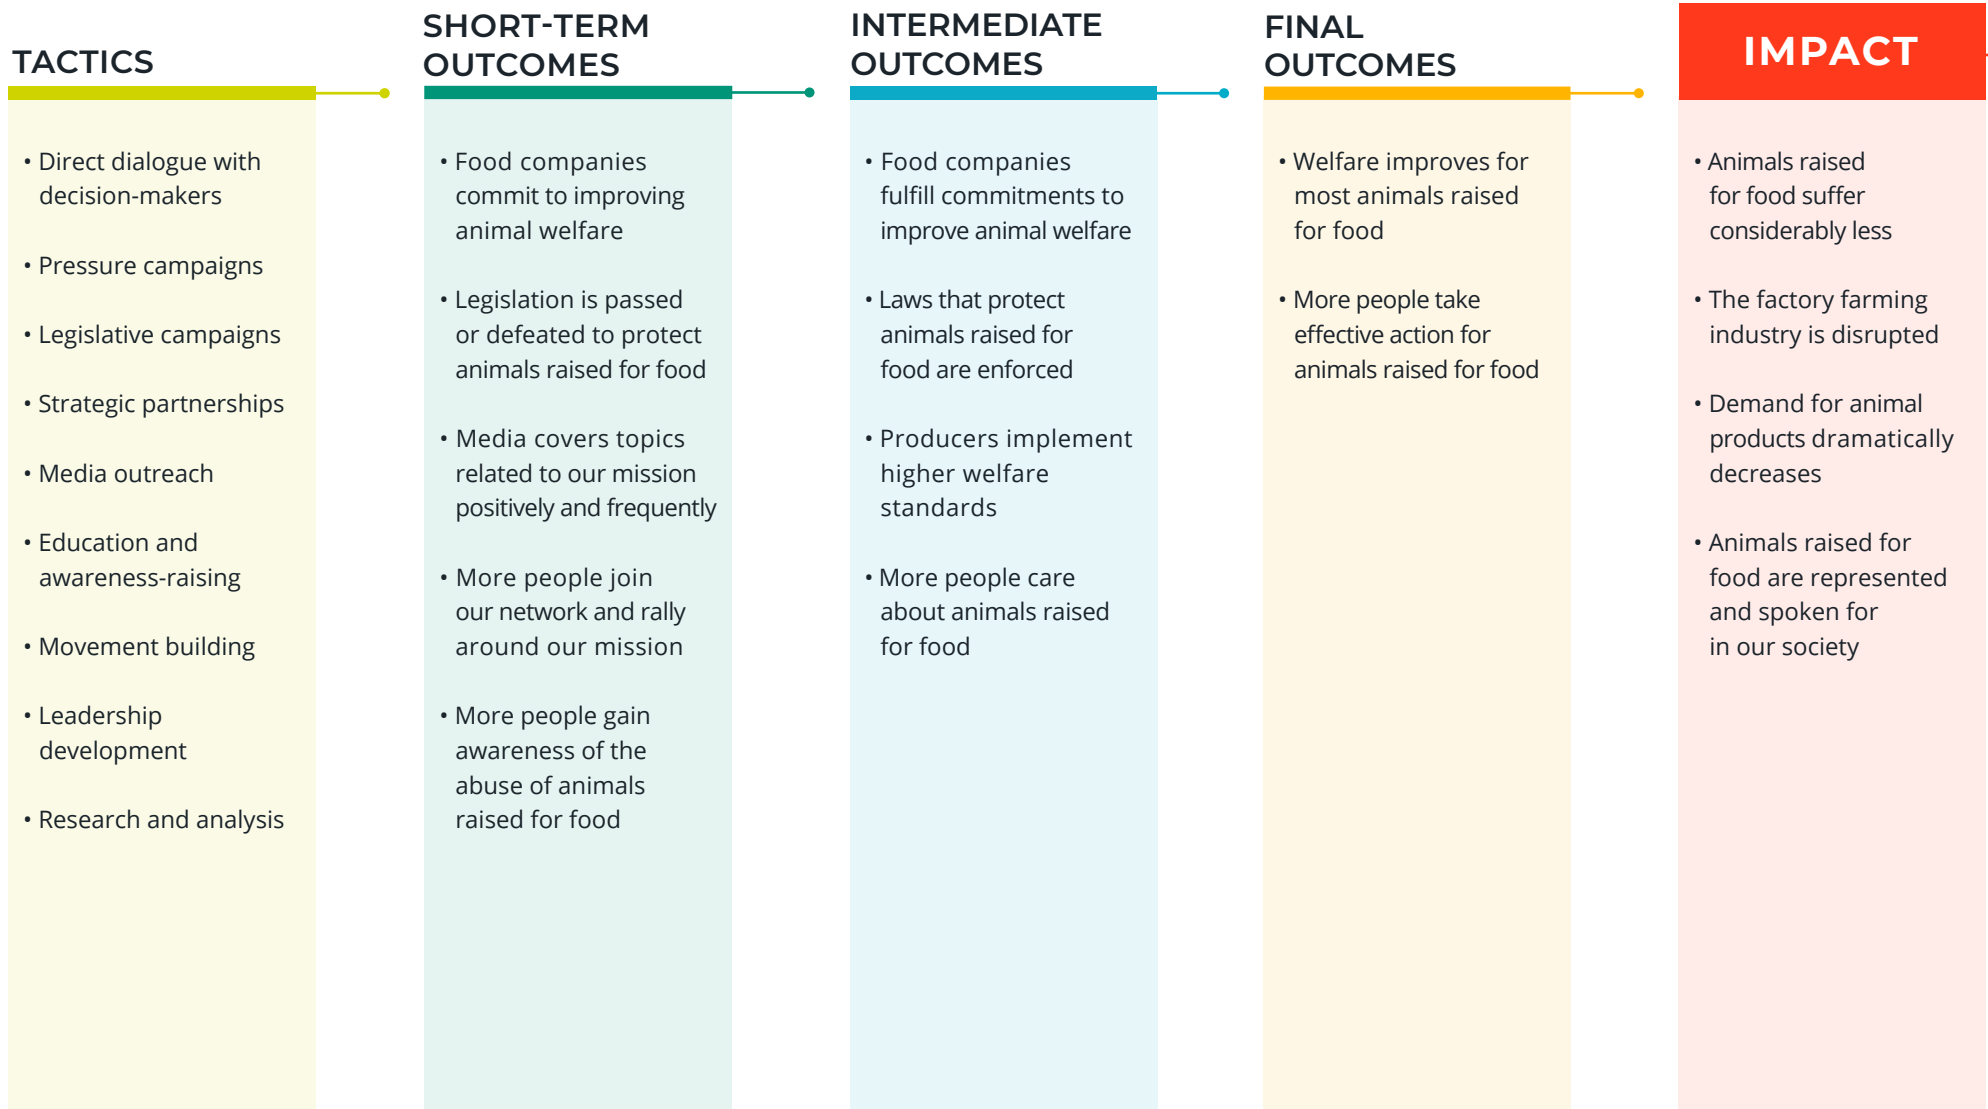 TACTICS
• Direct dialogue with
decision-makers
• Pressure campaigns
• Legislative campaigns
• Strategic partnerships
• Media outreach
• Education and
awareness-raising
• Movement building
• Leadership
development
• Research and analysis
SHORT-TERM
OUTCOMES
• Food companies
commit to improving
animal welfare
• Legislation is passed
or defeated to protect
animals raised for food
• Media covers topics
related to our mission
positively and frequently
• More people join
our network and rally
around our mission
• More people gain
awareness of the
abuse of animals
raised for food
INTERMEDIATE
OUTCOMES
• Food companies
fulfill commitments to
improve animal welfare
• Laws that protect
animals raised for
food are enforced
• Producers implement
higher welfare
standards
• More people care
about animals raised
for food
FINAL
OUTCOMES
• Welfare improves for
most animals raised
for food
• More people take
effective action for
animals raised for food
IMPACT
• Animals raised
for food suffer
considerably less
• The factory farming
industry is disrupted
• Demand for animal
products dramatically
decreases
• Animals raised for
food are represented
and spoken for
in our society